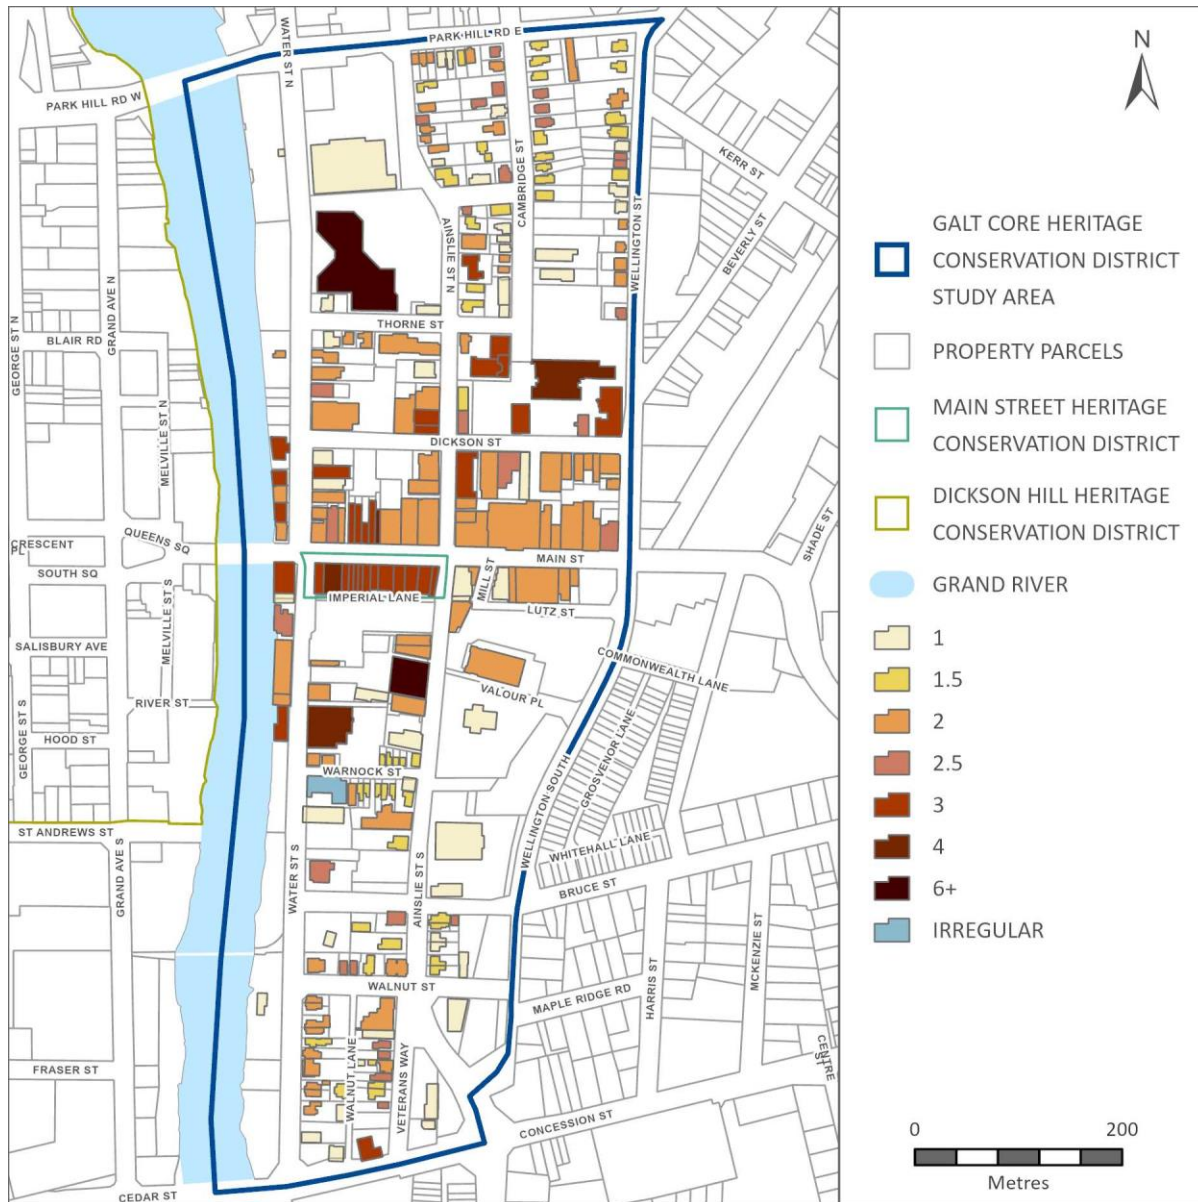 WATER ST N
PARK HILL RD E
PARK HILL RD W
KERR ST
CAMBRIDGE ST
WELLINGTON ST
BEVERLY ST
AINSLIE ST N
GRAND AVE N
GEORGE ST N
THORNE ST
BLAIR RD
MELVILLE ST N
DICKSON ST
SHADE ST
QUEENS SQ
CRESCENT
PL
MAIN ST
SOUTH SQ
MILL ST
IMPERIAL LANE
LUTZ ST
MELVILLE ST S
SALISBURY AVE
COMMONWEALTH LANE
VALOUR PL
RIVER ST
GEORGE ST S
HOOD ST
GROSVENOR LANE
WARNOCK ST
WELLINGTON SOUTH
ST ANDREWS ST
WHITEHALL LANE
GRAND AVE S
WATER ST S
AINSLIE ST S
BRUCE ST
MCKENZIE ST
HARRIS ST
WALNUT ST
MAPLE RIDGE RD
CENTRE
ST
FRASER ST
WALNUT LANE
VETERANS WAY
CONCESSION ST
CEDAR ST
N
GALT CORE HERITAGE
CONSERVATION DISTRICT
STUDY AREA
PROPERTY PARCELS
MAIN STREET HERITAGE
CONSERVATION DISTRICT
DICKSON HILL HERITAGE
CONSERVATION DISTRICT
GRAND RIVER
1
1.5
2
2.5
3
4
6+
IRREGULAR
0 200
Metres